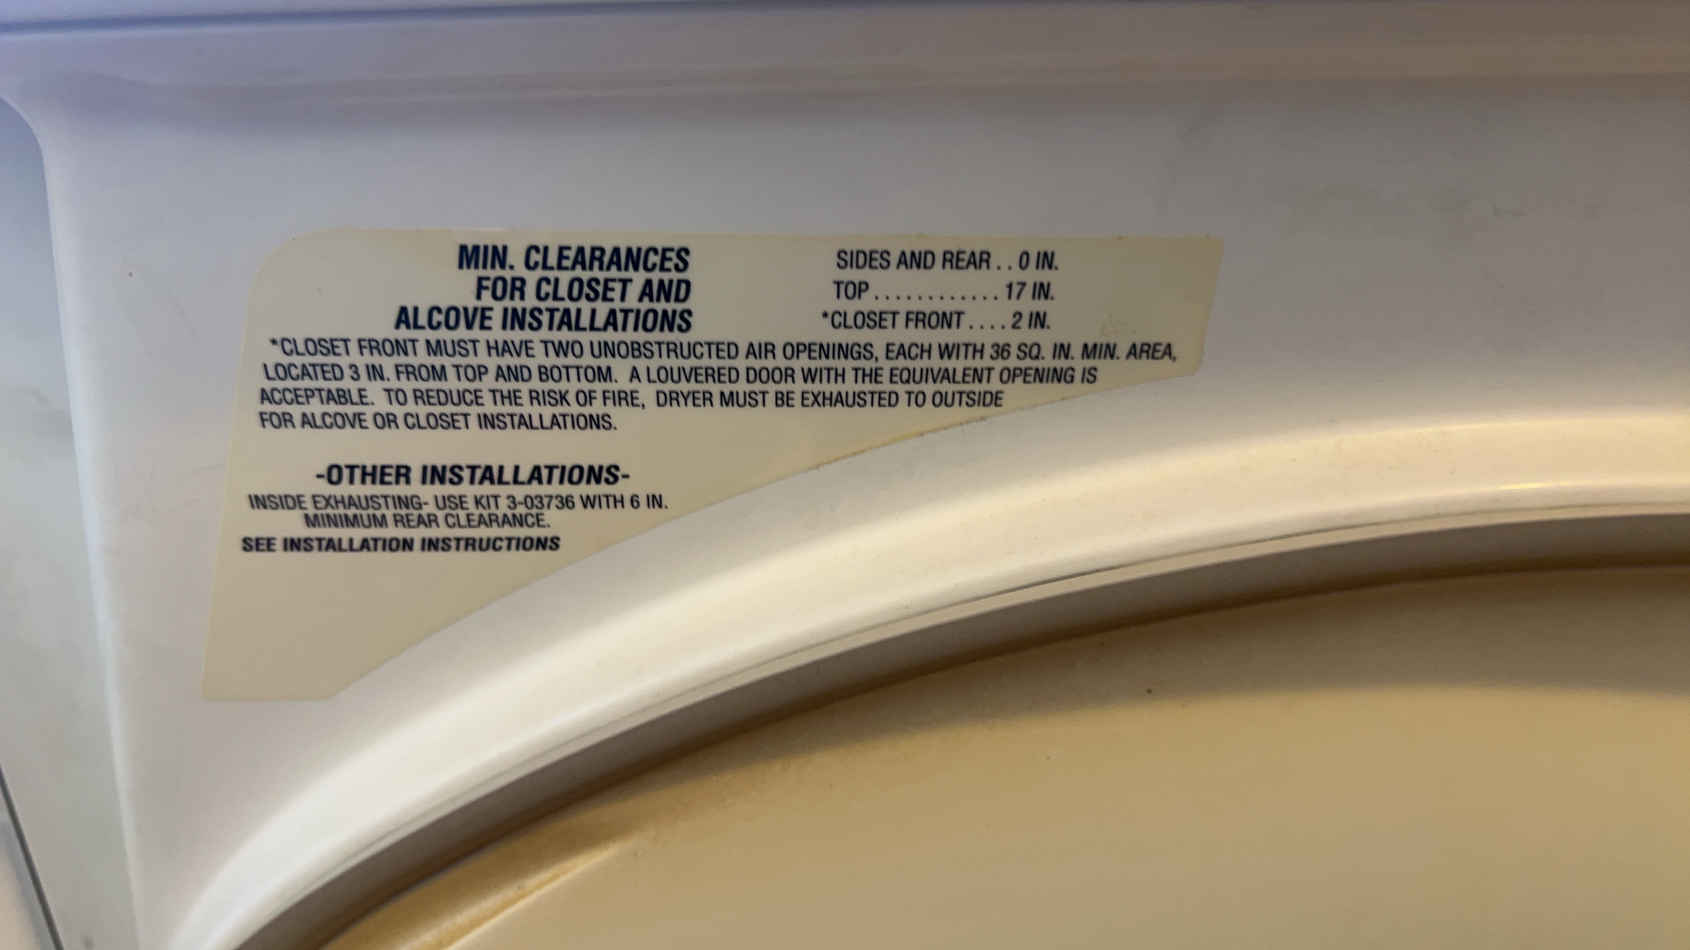 MIN. CLEARANCES
FOR CLOSET AND
ALCOVE INSTALLATIONS
SIDES AND REAR . . 0 IN.
TOP . . . . . . . . . . . . 17 IN.
*CLOSET FRONT . . . . 2 IN.
*CLOSET FRONT MUST HAVE TWO UNOBSTRUCTED AIR OPENINGS, EACH WITH 36 SQ. IN. MIN. AREA,
LOCATED 3 IN. FROM TOP AND BOTTOM. A LOUVERED DOOR WITH THE EQUIVALENT OPENING IS
ACCEPTABLE. TO REDUCE THE RISK OF FIRE, DRYER MUST BE EXHAUSTED TO OUTSIDE
FOR ALCOVE OR CLOSET INSTALLATIONS.
-OTHER INSTALLATIONS-
INSIDE EXHAUSTING- USE KIT 3-03736 WITH 6 IN.
MINIMUM REAR CLEARANCE.
SEE INSTALLATION INSTRUCTIONS